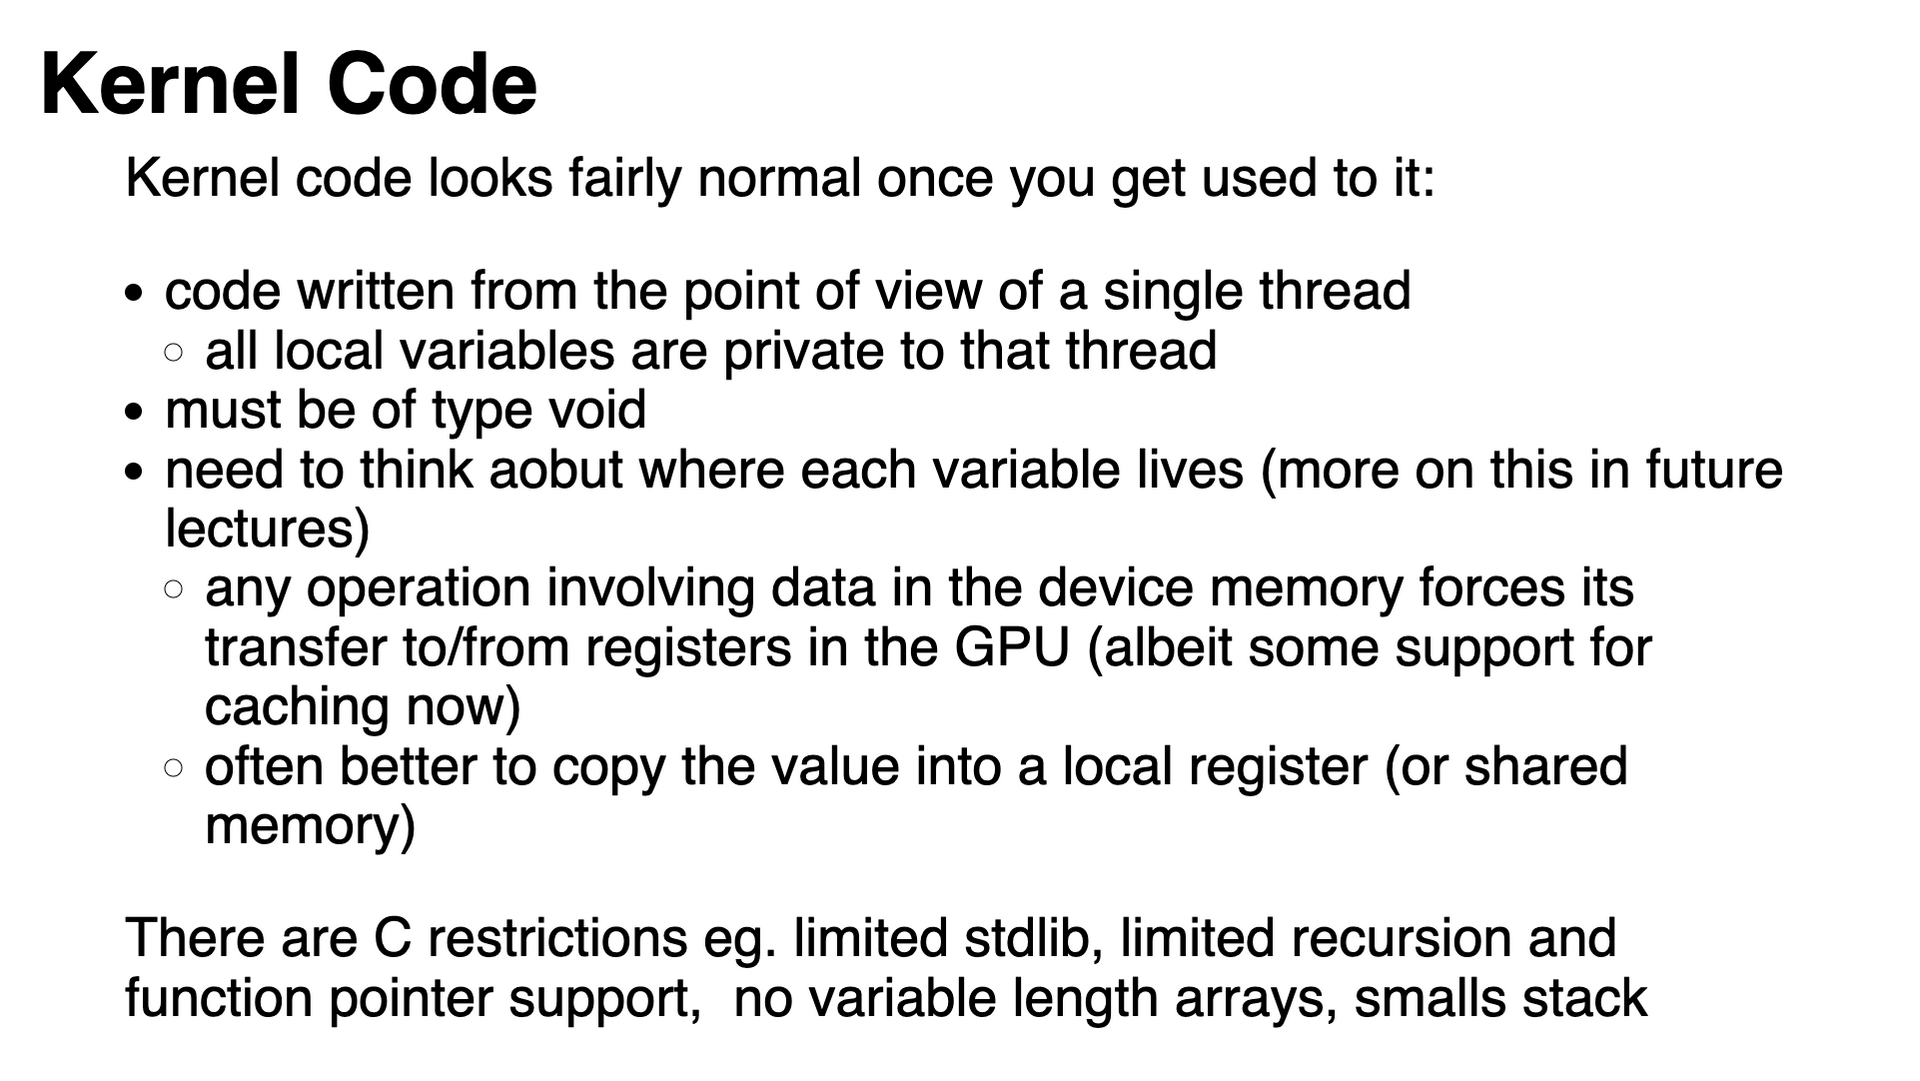 Kernel Code
Kernel code looks fairly normal once you get used to it:
• code written from the point of view of a single thread
○ all local variables are private to that thread
• must be of type void
• need to think aobut where each variable lives (more on this in future
lectures)
○ any operation involving data in the device memory forces its
transfer to/from registers in the GPU (albeit some support for
caching now)
○ often better to copy the value into a local register (or shared
memory)
There are C restrictions eg. limited stdlib, limited recursion and
function pointer support,  no variable length arrays, smalls stack